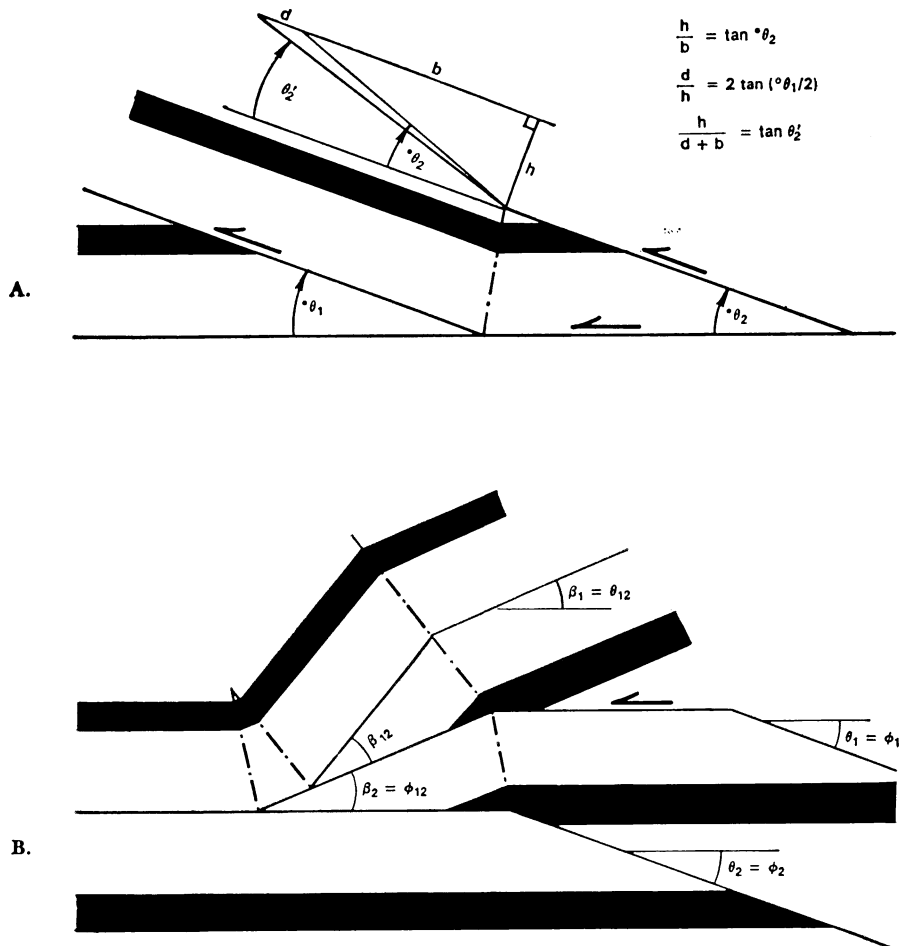 d
h/b = tan °θ₂
b
d/h = 2 tan (°θ₁/2)
θ₂′
h/(d + b) = tan θ₂′
°θ₂
h
A.
°θ₁
°θ₂
β₁ = θ₁₂
β₁₂
θ₁ = ϕ₁
β₂ = ϕ₁₂
B.
θ₂ = ϕ₂